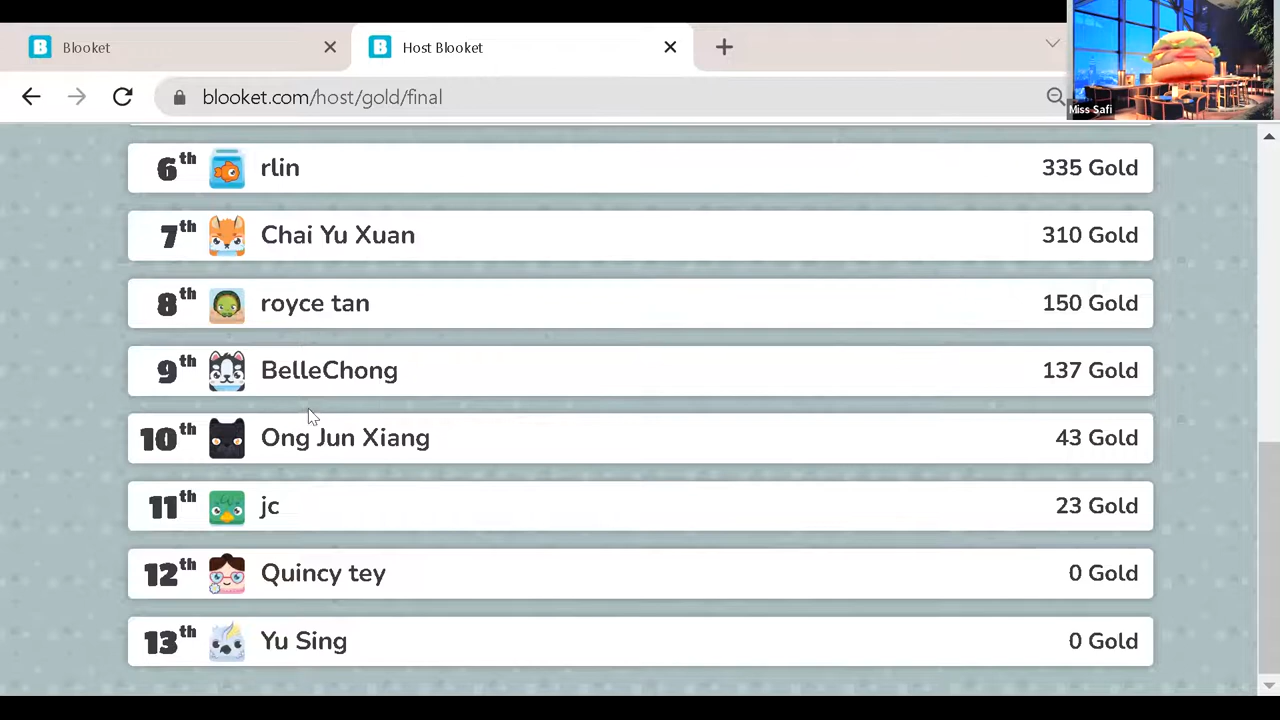 B Blooket
B Host Blooket
blooket.com/host/gold/final
Miss Safi
6th rlin 335 Gold
7th Chai Yu Xuan 310 Gold
8th royce tan 150 Gold
9th BelleChong 137 Gold
10th Ong Jun Xiang 43 Gold
11th jc 23 Gold
12th Quincy tey 0 Gold
13th Yu Sing 0 Gold